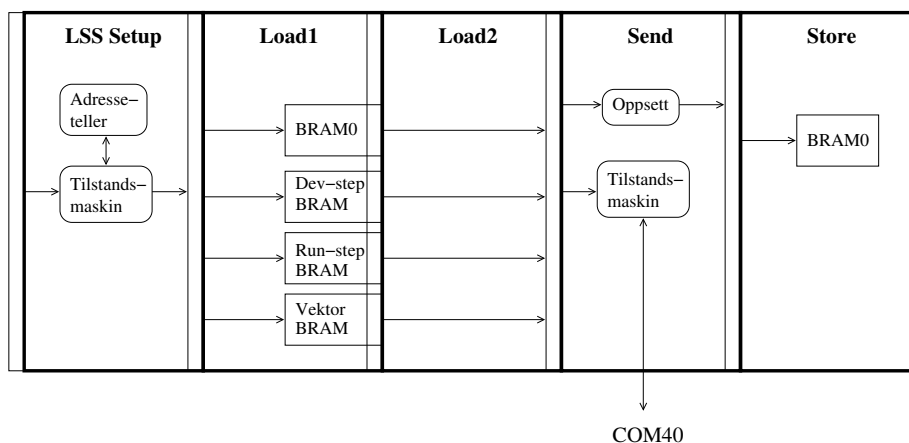 LSS Setup
Load1
Load2
Send
Store
Adresse-
teller
Tilstands-
maskin
BRAM0
Dev-step
BRAM
Run-step
BRAM
Vektor
BRAM
Oppsett
Tilstands-
maskin
BRAM0
COM40